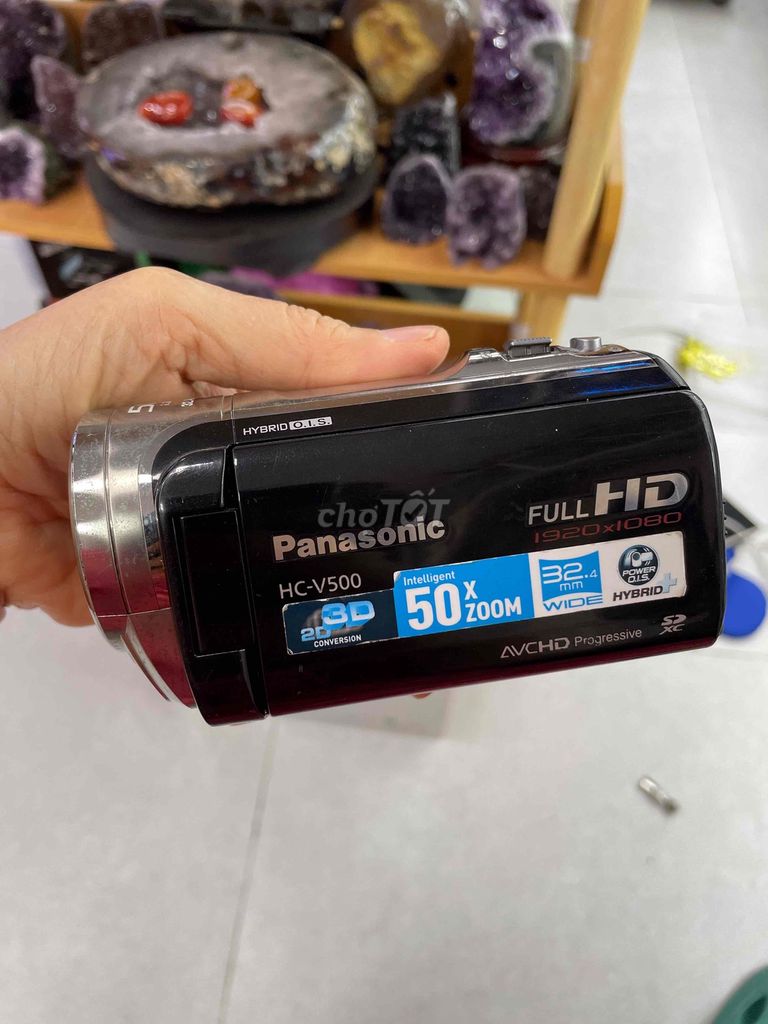 HYBRID O.I.S.
FULL HD
1920x1080
choTỐT
Panasonic
HC-V500
2D 3D
CONVERSION
Intelligent
50x
ZOOM
32.4
mm
WIDE
POWER
O.I.S.
HYBRID+
AVCHD Progressive
SD
XC